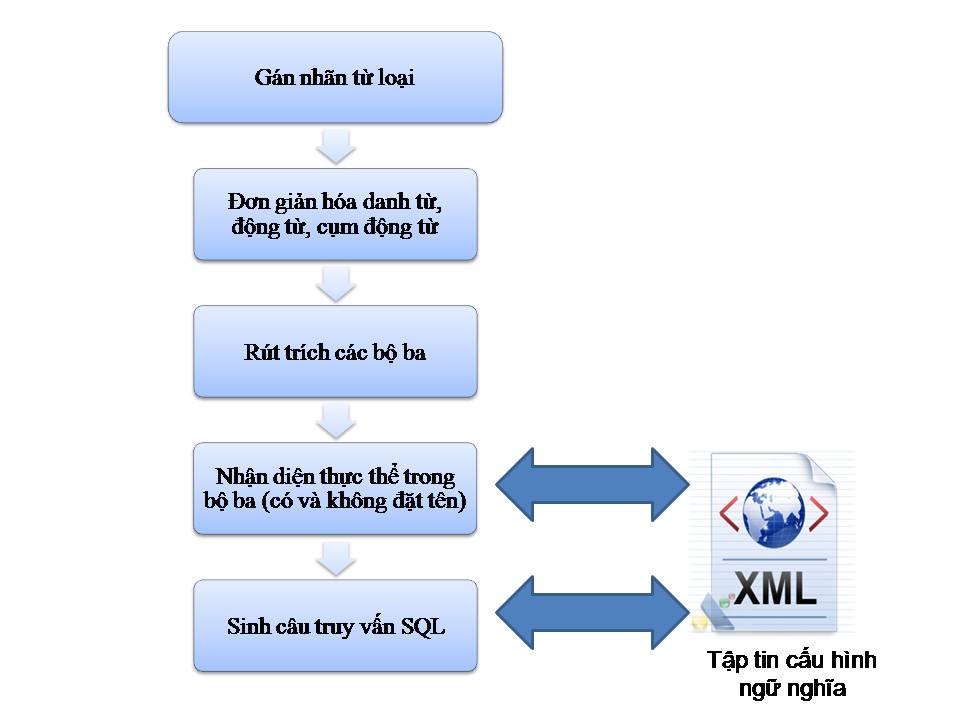 Gán nhãn từ loại
Đơn giản hóa danh từ,
động từ, cụm động từ
Rút trích các bộ ba
Nhận diện thực thể trong
bộ ba (có và không đặt tên)
Sinh câu truy vấn SQL
< >
XML
Tập tin cấu hình
ngữ nghĩa